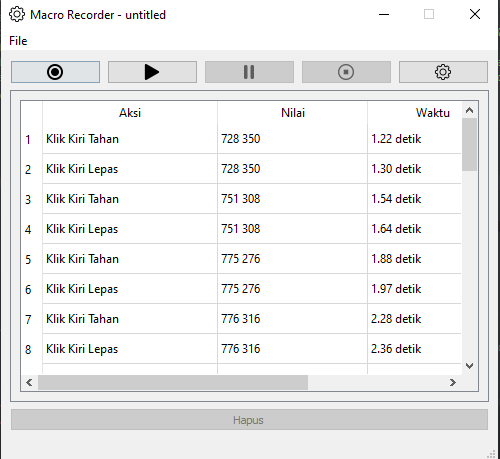 Macro Recorder - untitled
File
Aksi Nilai Waktu
1 Klik Kiri Tahan 728 350 1.22 detik
2 Klik Kiri Lepas 728 350 1.30 detik
3 Klik Kiri Tahan 751 308 1.54 detik
4 Klik Kiri Lepas 751 308 1.64 detik
5 Klik Kiri Tahan 775 276 1.88 detik
6 Klik Kiri Lepas 775 276 1.97 detik
7 Klik Kiri Tahan 776 316 2.28 detik
8 Klik Kiri Lepas 776 316 2.36 detik
Hapus